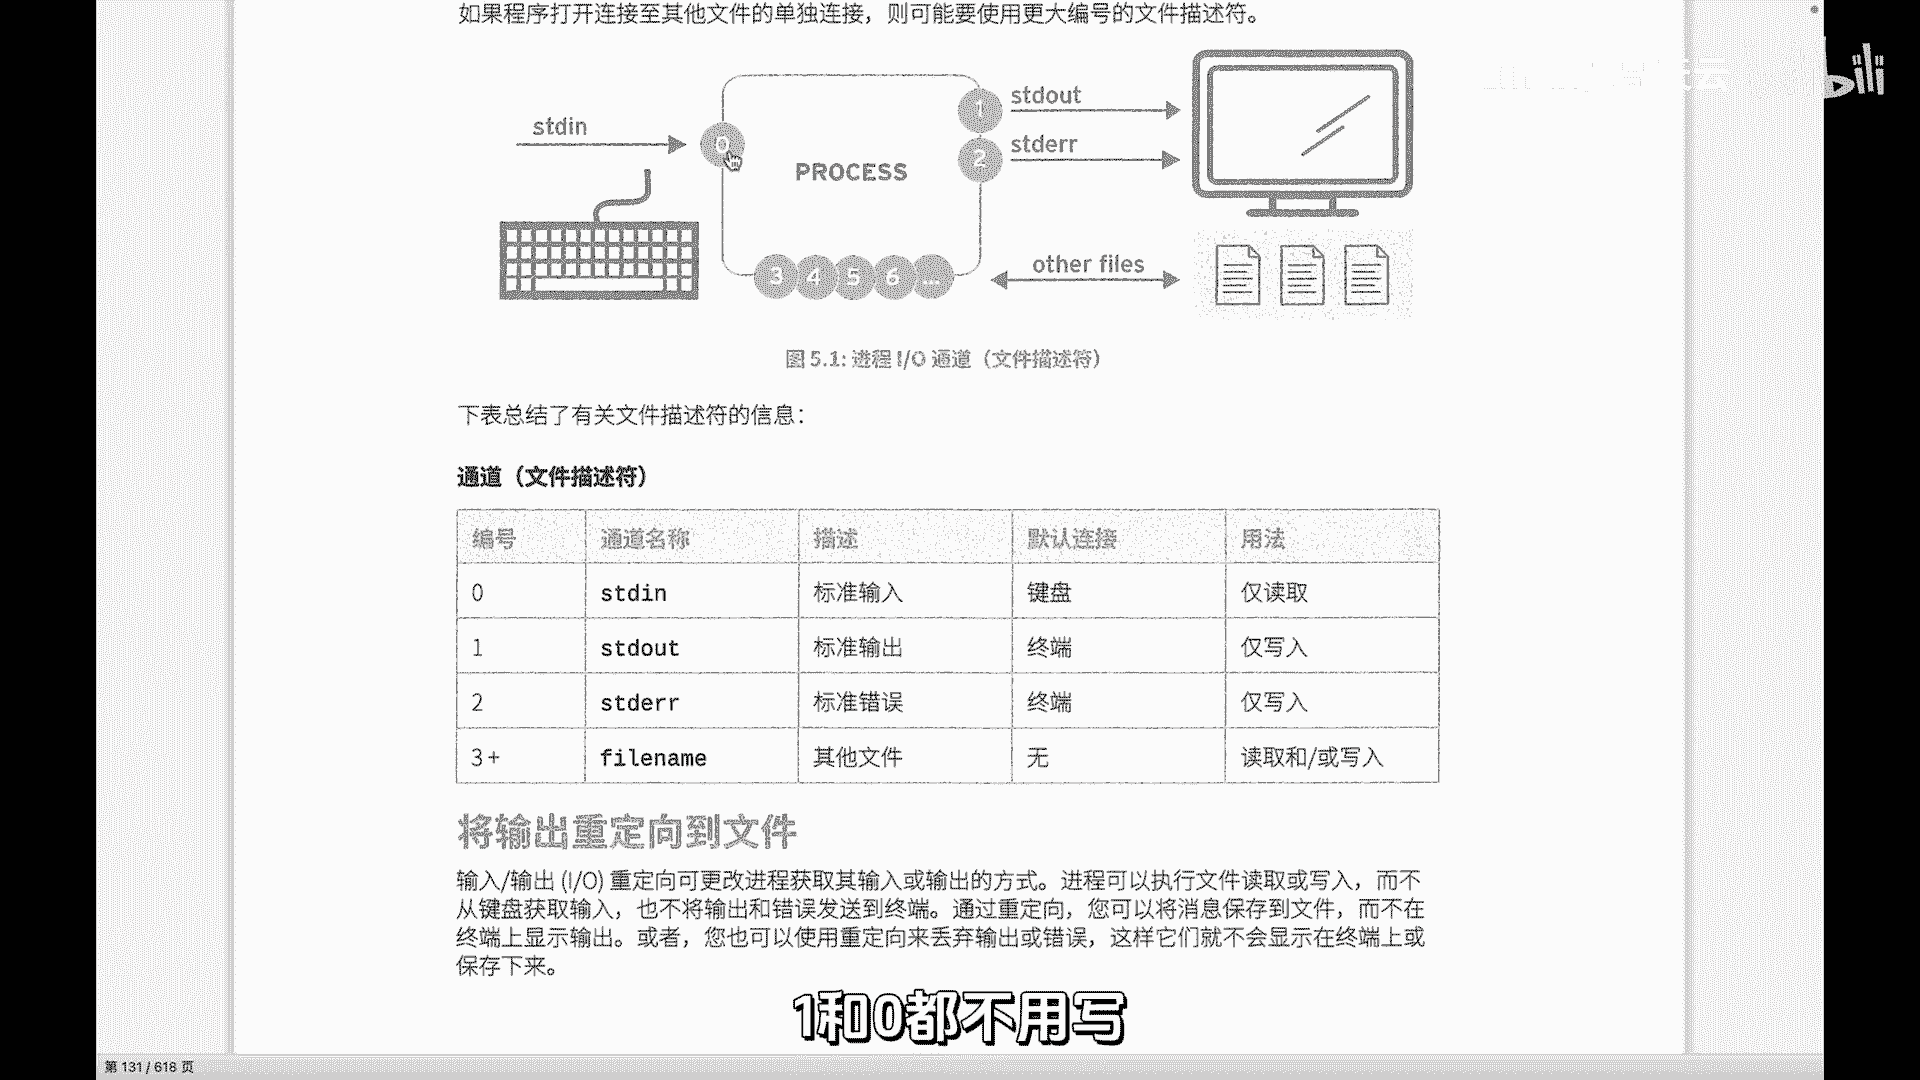 如果程序打开连接至其他文件的单独连接，则可能要使用更大编号的文件描述符。
bili
stdin
0
PROCESS
1
stdout
2
stderr
3 4 5 6 ...
other files
图 5.1: 进程 I/O 通道（文件描述符）
下表总结了有关文件描述符的信息：
通道（文件描述符）
编号 通道名称 描述 默认连接 用法
0 stdin 标准输入 键盘 仅读取
1 stdout 标准输出 终端 仅写入
2 stderr 标准错误 终端 仅写入
3+ filename 其他文件 无 读取和/或写入
将输出重定向到文件
输入/输出 (I/O) 重定向可更改进程获取其输入或输出的方式。进程可以执行文件读取或写入，而不
从键盘获取输入，也不将输出和错误发送到终端。通过重定向，您可以将消息保存到文件，而不在
终端上显示输出。或者，您也可以使用重定向来丢弃输出或错误，这样它们就不会显示在终端上或
保存下来。
1和0都不用写
第 131 / 618 页